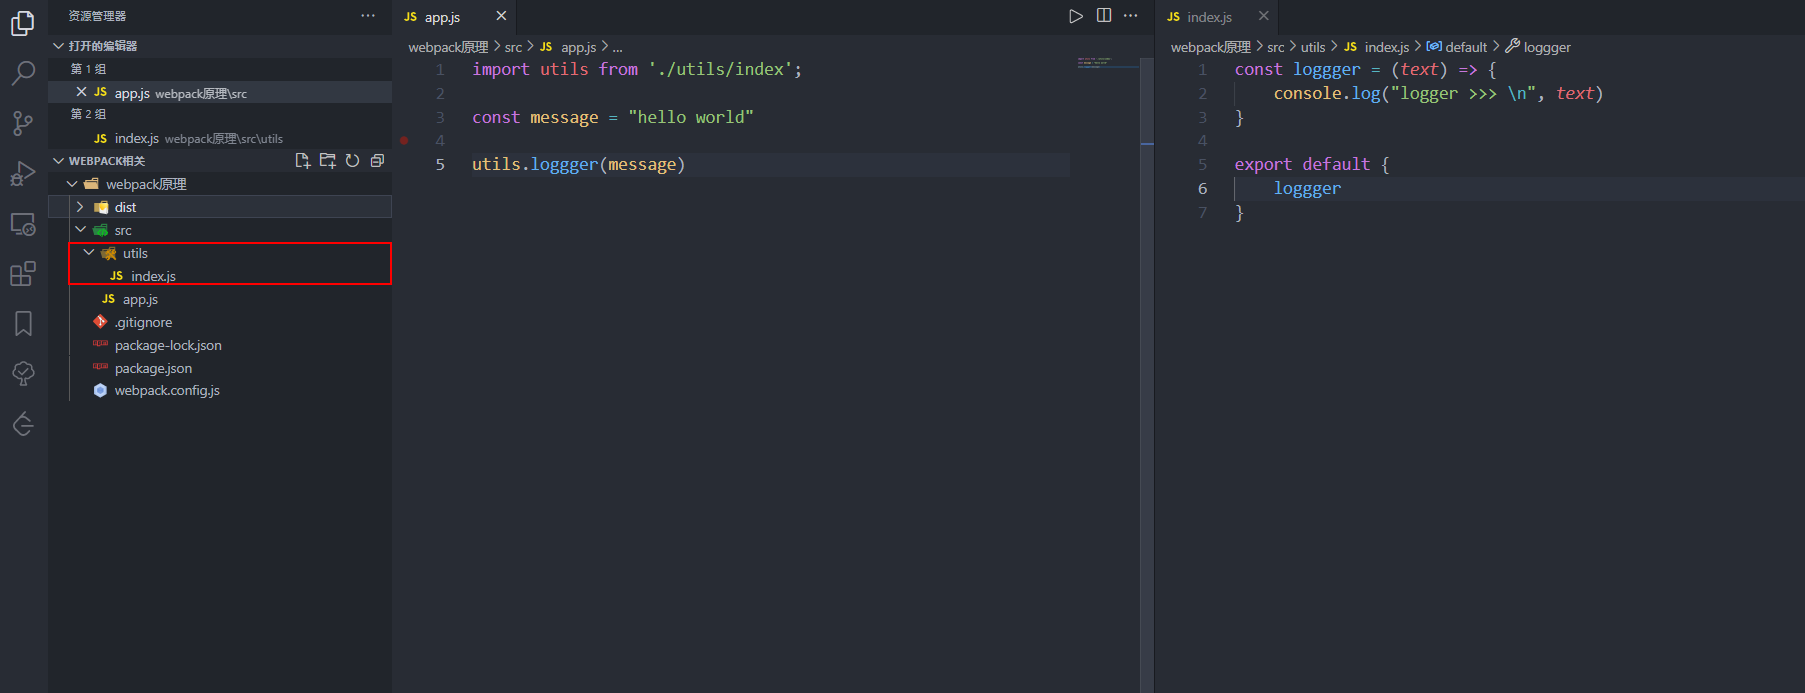 资源管理器
打开的编辑器
第 1 组
JS app.js webpack原理\src
第 2 组
JS index.js webpack原理\src\utils
WEBPACK相关
webpack原理
dist
src
utils
JS index.js
JS app.js
.gitignore
package-lock.json
package.json
webpack.config.js
JS app.js
webpack原理 > src > JS app.js > ...
1 import utils from './utils/index';
2
3 const message = "hello world"
4
5 utils.loggger(message)
JS index.js
webpack原理 > src > utils > JS index.js > default > loggger
1 const loggger = (text) => {
2 console.log("logger >>> \n", text)
3 }
4
5 export default {
6 loggger
7 }